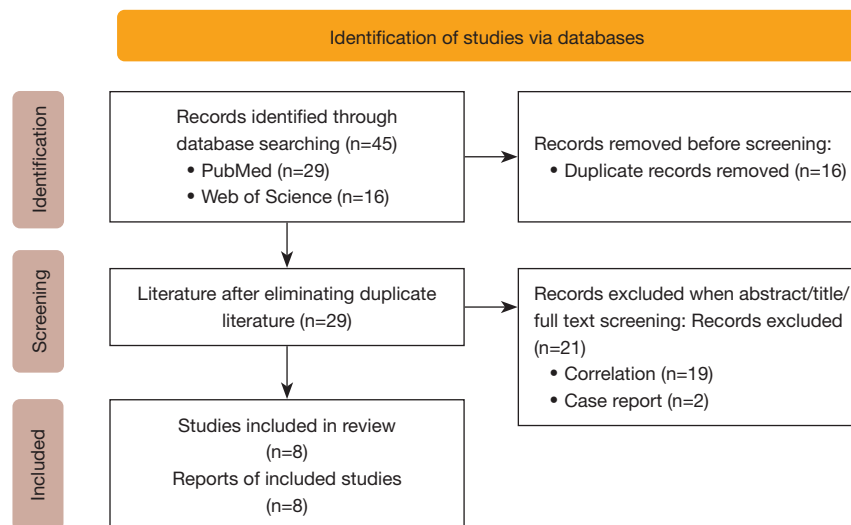 Identification of studies via databases
Identification
Records identified through
database searching (n=45)
• PubMed (n=29)
• Web of Science (n=16)
Records removed before screening:
• Duplicate records removed (n=16)
Screening
Literature after eliminating duplicate
literature (n=29)
Records excluded when abstract/title/
full text screening: Records excluded
(n=21)
• Correlation (n=19)
• Case report (n=2)
Included
Studies included in review
(n=8)
Reports of included studies
(n=8)